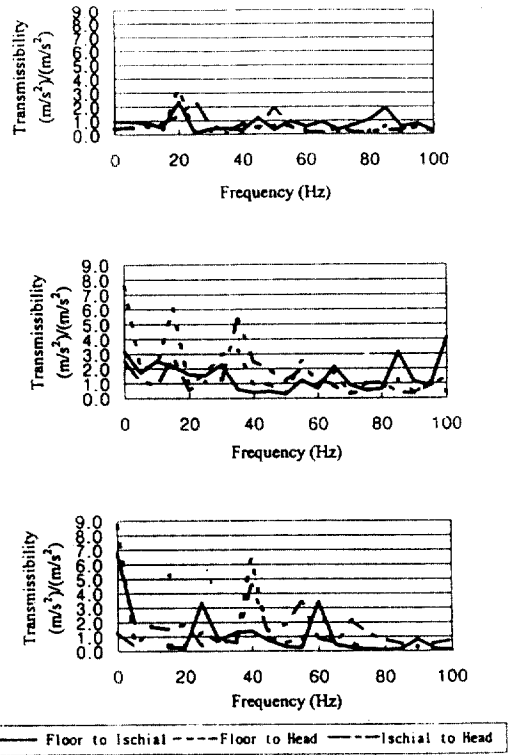 Transmissibility
(m/s²)/(m/s²)
9.0
8.0
7.0
6.0
5.0
4.0
3.0
2.0
1.0
0.0
0 20 40 60 80 100
Frequency (Hz)
Transmissibility
(m/s²)/(m/s²)
9.0
8.0
7.0
6.0
5.0
4.0
3.0
2.0
1.0
0.0
0 20 40 60 80 100
Frequency (Hz)
Transmissibility
(m/s²)/(m/s²)
9.0
8.0
7.0
6.0
5.0
4.0
3.0
2.0
1.0
0.0
0 20 40 60 80 100
Frequency (Hz)
Floor to Ischial Floor to Head Ischial to Head